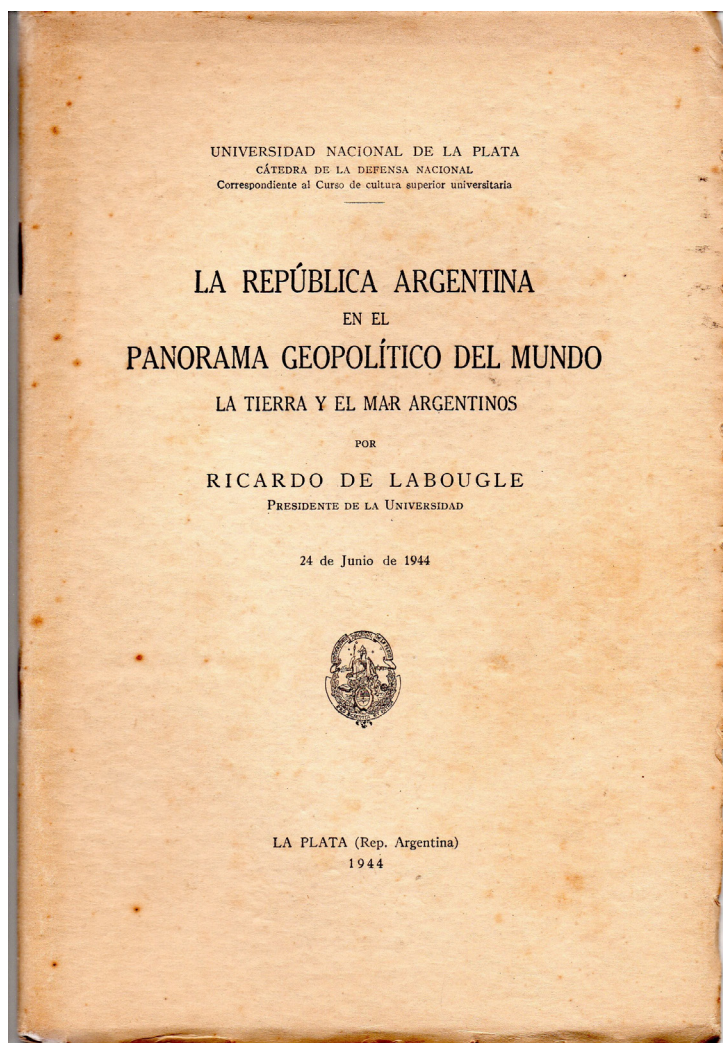 UNIVERSIDAD NACIONAL DE LA PLATA
CÁTEDRA DE LA DEFENSA NACIONAL
Correspondiente al Curso de cultura superior universitaria
LA REPÚBLICA ARGENTINA
EN EL
PANORAMA GEOPOLÍTICO DEL MUNDO
LA TIERRA Y EL MAR ARGENTINOS
POR
RICARDO DE LABOUGLE
PRESIDENTE DE LA UNIVERSIDAD
24 de Junio de 1944
LA PLATA (Rep. Argentina)
1944